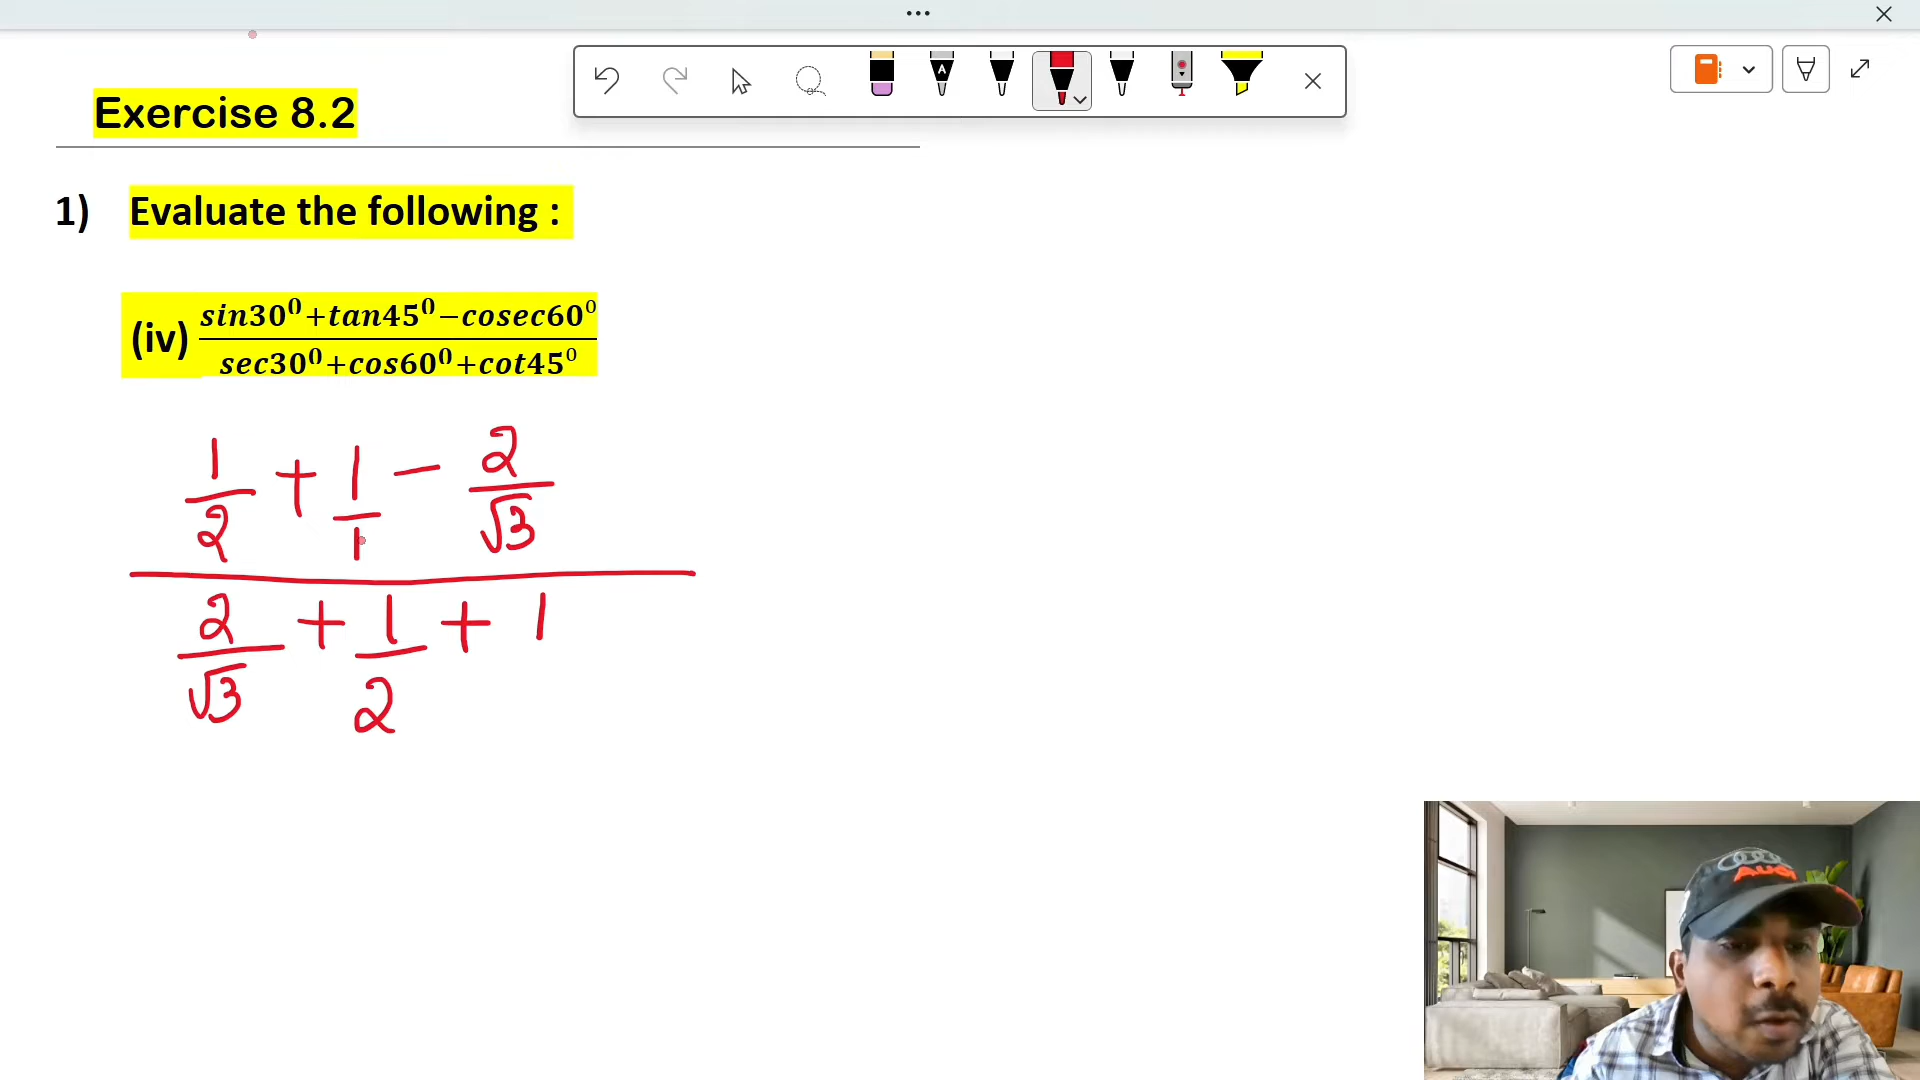 Exercise 8.2
1) Evaluate the following :
(iv) sin30⁰+tan45⁰−cosec60⁰
sec30⁰+cos60⁰+cot45⁰
1/2 + 1/1 − 2/√3
2/√3 + 1/2 + 1
A
AUDI